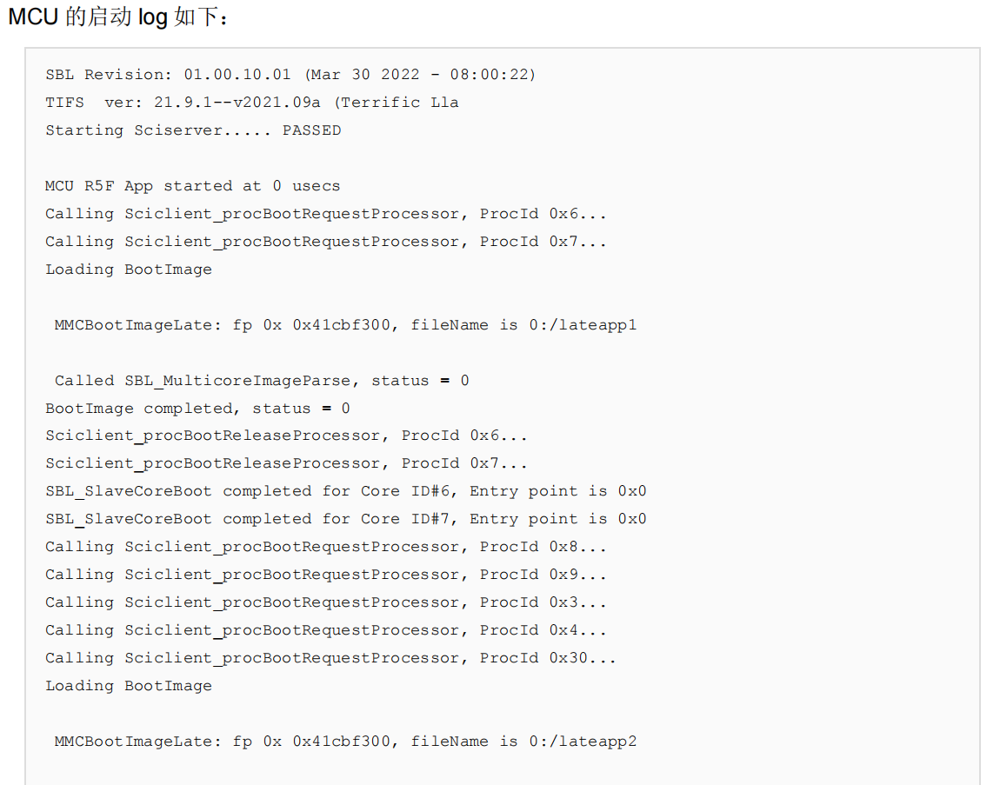 MCU 的启动 log 如下：
SBL Revision: 01.00.10.01 (Mar 30 2022 - 08:00:22)
TIFS  ver: 21.9.1--v2021.09a (Terrific Lla
Starting Sciserver..... PASSED
MCU R5F App started at 0 usecs
Calling Sciclient_procBootRequestProcessor, ProcId 0x6...
Calling Sciclient_procBootRequestProcessor, ProcId 0x7...
Loading BootImage
MMCBootImageLate: fp 0x 0x41cbf300, fileName is 0:/lateapp1
Called SBL_MulticoreImageParse, status = 0
BootImage completed, status = 0
Sciclient_procBootReleaseProcessor, ProcId 0x6...
Sciclient_procBootReleaseProcessor, ProcId 0x7...
SBL_SlaveCoreBoot completed for Core ID#6, Entry point is 0x0
SBL_SlaveCoreBoot completed for Core ID#7, Entry point is 0x0
Calling Sciclient_procBootRequestProcessor, ProcId 0x8...
Calling Sciclient_procBootRequestProcessor, ProcId 0x9...
Calling Sciclient_procBootRequestProcessor, ProcId 0x3...
Calling Sciclient_procBootRequestProcessor, ProcId 0x4...
Calling Sciclient_procBootRequestProcessor, ProcId 0x30...
Loading BootImage
MMCBootImageLate: fp 0x 0x41cbf300, fileName is 0:/lateapp2